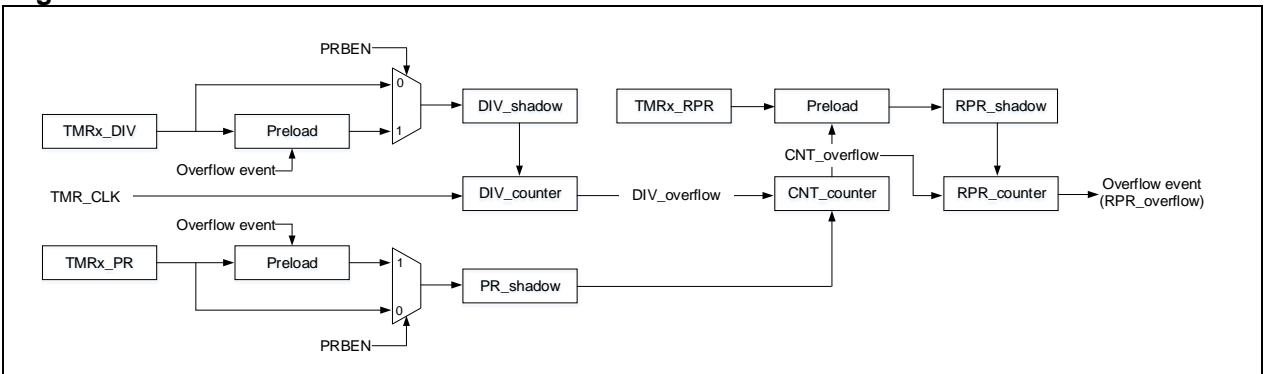 PRBEN
0
DIV_shadow
TMRx_RPR
Preload
RPR_shadow
TMRx_DIV
Preload
1
CNT_overflow
Overflow event
TMR_CLK
DIV_counter
DIV_overflow
CNT_counter
RPR_counter
Overflow event
(RPR_overflow)
Overflow event
TMRx_PR
Preload
1
PR_shadow
0
PRBEN